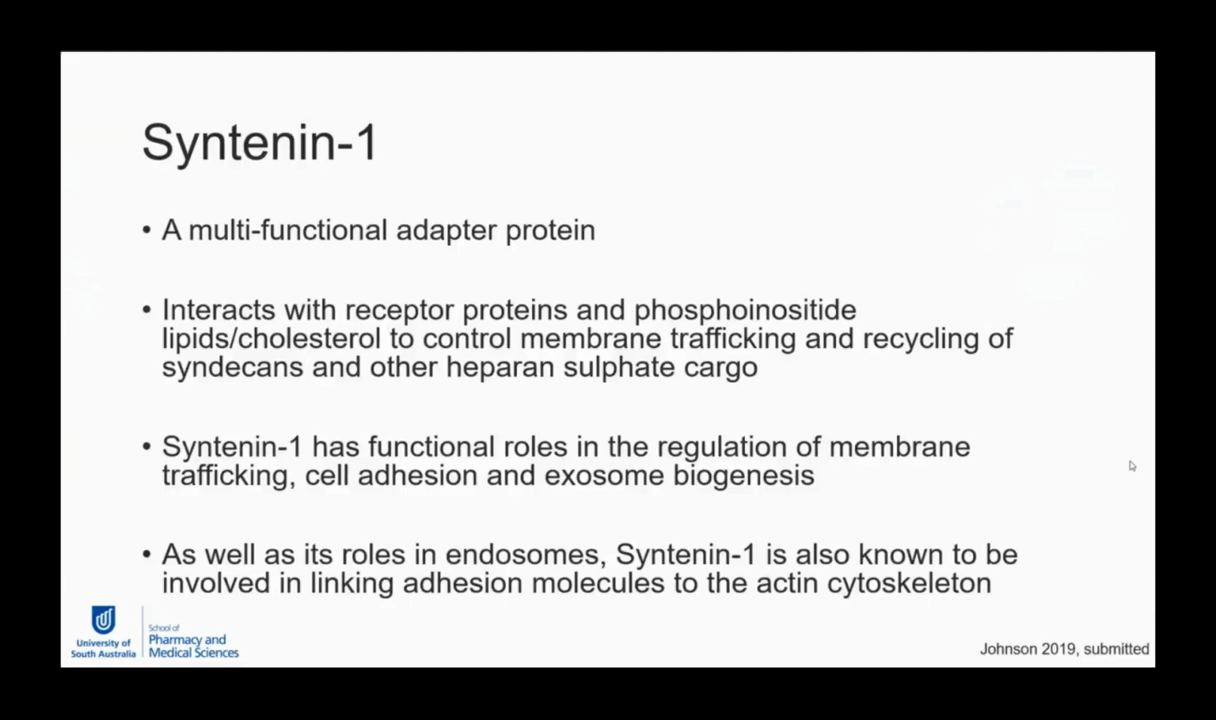 Syntenin-1
• A multi-functional adapter protein
• Interacts with receptor proteins and phosphoinositide
lipids/cholesterol to control membrane trafficking and recycling of
syndecans and other heparan sulphate cargo
• Syntenin-1 has functional roles in the regulation of membrane
trafficking, cell adhesion and exosome biogenesis
• As well as its roles in endosomes, Syntenin-1 is also known to be
involved in linking adhesion molecules to the actin cytoskeleton
University of
South Australia
School of
Pharmacy and
Medical Sciences
Johnson 2019, submitted